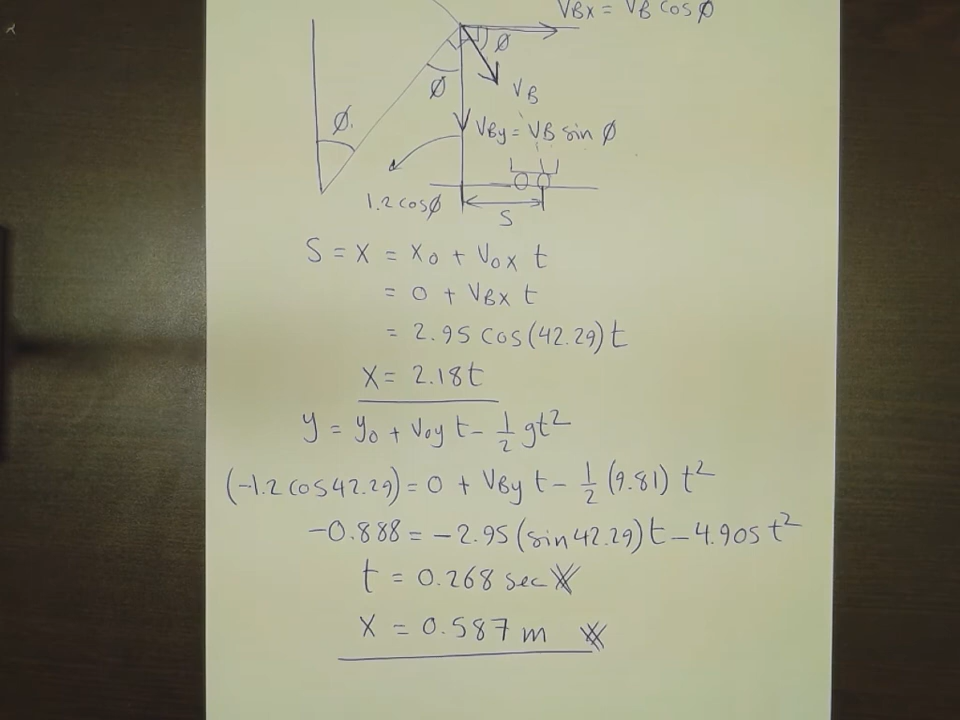 VBx = VB cos Ø
Ø
Ø
VB
Ø.
VBy = VB sin Ø
1.2 cosØ
S
S = x = x0 + V0x t
= 0 + VBx t
= 2.95 cos(42.29) t
x = 2.18t
y = y0 + V0y t - 1/2 gt²
(-1.2 cos 42.29) = 0 + VBy t - 1/2 (9.81) t²
-0.888 = -2.95 (sin 42.29) t - 4.905 t²
t = 0.268 sec
x = 0.587 m